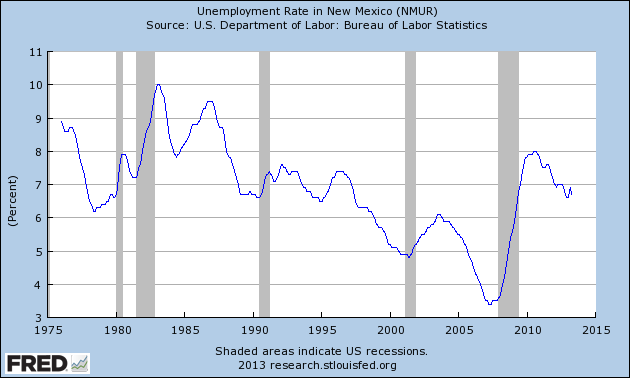 Unemployment Rate in New Mexico (NMUR)
Source: U.S. Department of Labor: Bureau of Labor Statistics
11
10
9
8
7
6
5
4
3
(Percent)
1975 1980 1985 1990 1995 2000 2005 2010 2015
Shaded areas indicate US recessions.
2013 research.stlouisfed.org
FRED